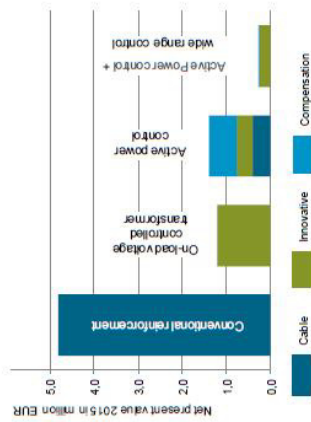 Net present value 2015 in million EUR
5.0
4.0
3.0
2.0
1.0
0.0
Conventional reinforcement
On-load voltage
controlled
transformer
Active power
control
Active Power control +
wide range control
Cable
Innovative
Compensation